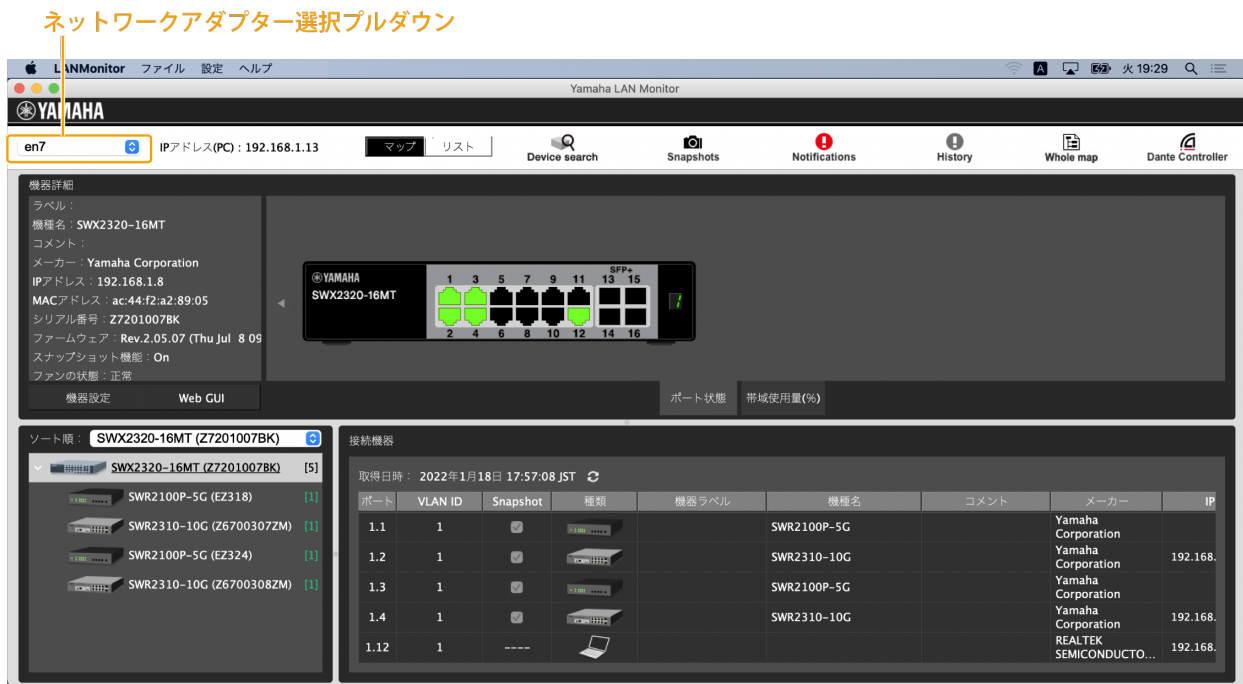 ネットワークアダプター選択プルダウン
LANMonitor ファイル 設定 ヘルプ
A 火 19:29
Yamaha LAN Monitor
YAMAHA
en7 IPアドレス(PC) : 192.168.1.13 マップ リスト
Device search Snapshots Notifications History Whole map Dante Controller
機器詳細
ラベル :
機種名 : SWX2320-16MT
コメント :
メーカー : Yamaha Corporation
IPアドレス : 192.168.1.8
MACアドレス : ac:44:f2:a2:89:05
シリアル番号 : Z7201007BK
ファームウェア : Rev.2.05.07 (Thu Jul 8 09
スナップショット機能 : On
ファンの状態 : 正常
機器設定 Web GUI
YAMAHA
SWX2320-16MT
SFP+
1 3 5 7 9 11 13 15
2 4 6 8 10 12 14 16
ポート状態 帯域使用量(%)
ソート順 : SWX2320-16MT (Z7201007BK)
SWX2320-16MT (Z7201007BK) [5]
SWR2100P-5G (EZ318) [1]
SWR2310-10G (Z6700307ZM) [1]
SWR2100P-5G (EZ324) [1]
SWR2310-10G (Z6700308ZM) [1]
接続機器
取得日時 : 2022年1月18日 17:57:08 JST
ポート VLAN ID Snapshot 種類 機器ラベル 機種名 コメント メーカー IP
1.1 1 SWR2100P-5G Yamaha
Corporation
1.2 1 SWR2310-10G Yamaha
Corporation 192.168.
1.3 1 SWR2100P-5G Yamaha
Corporation
1.4 1 SWR2310-10G Yamaha
Corporation 192.168.
1.12 1 ---- REALTEK
SEMICONDUCTO... 192.168.